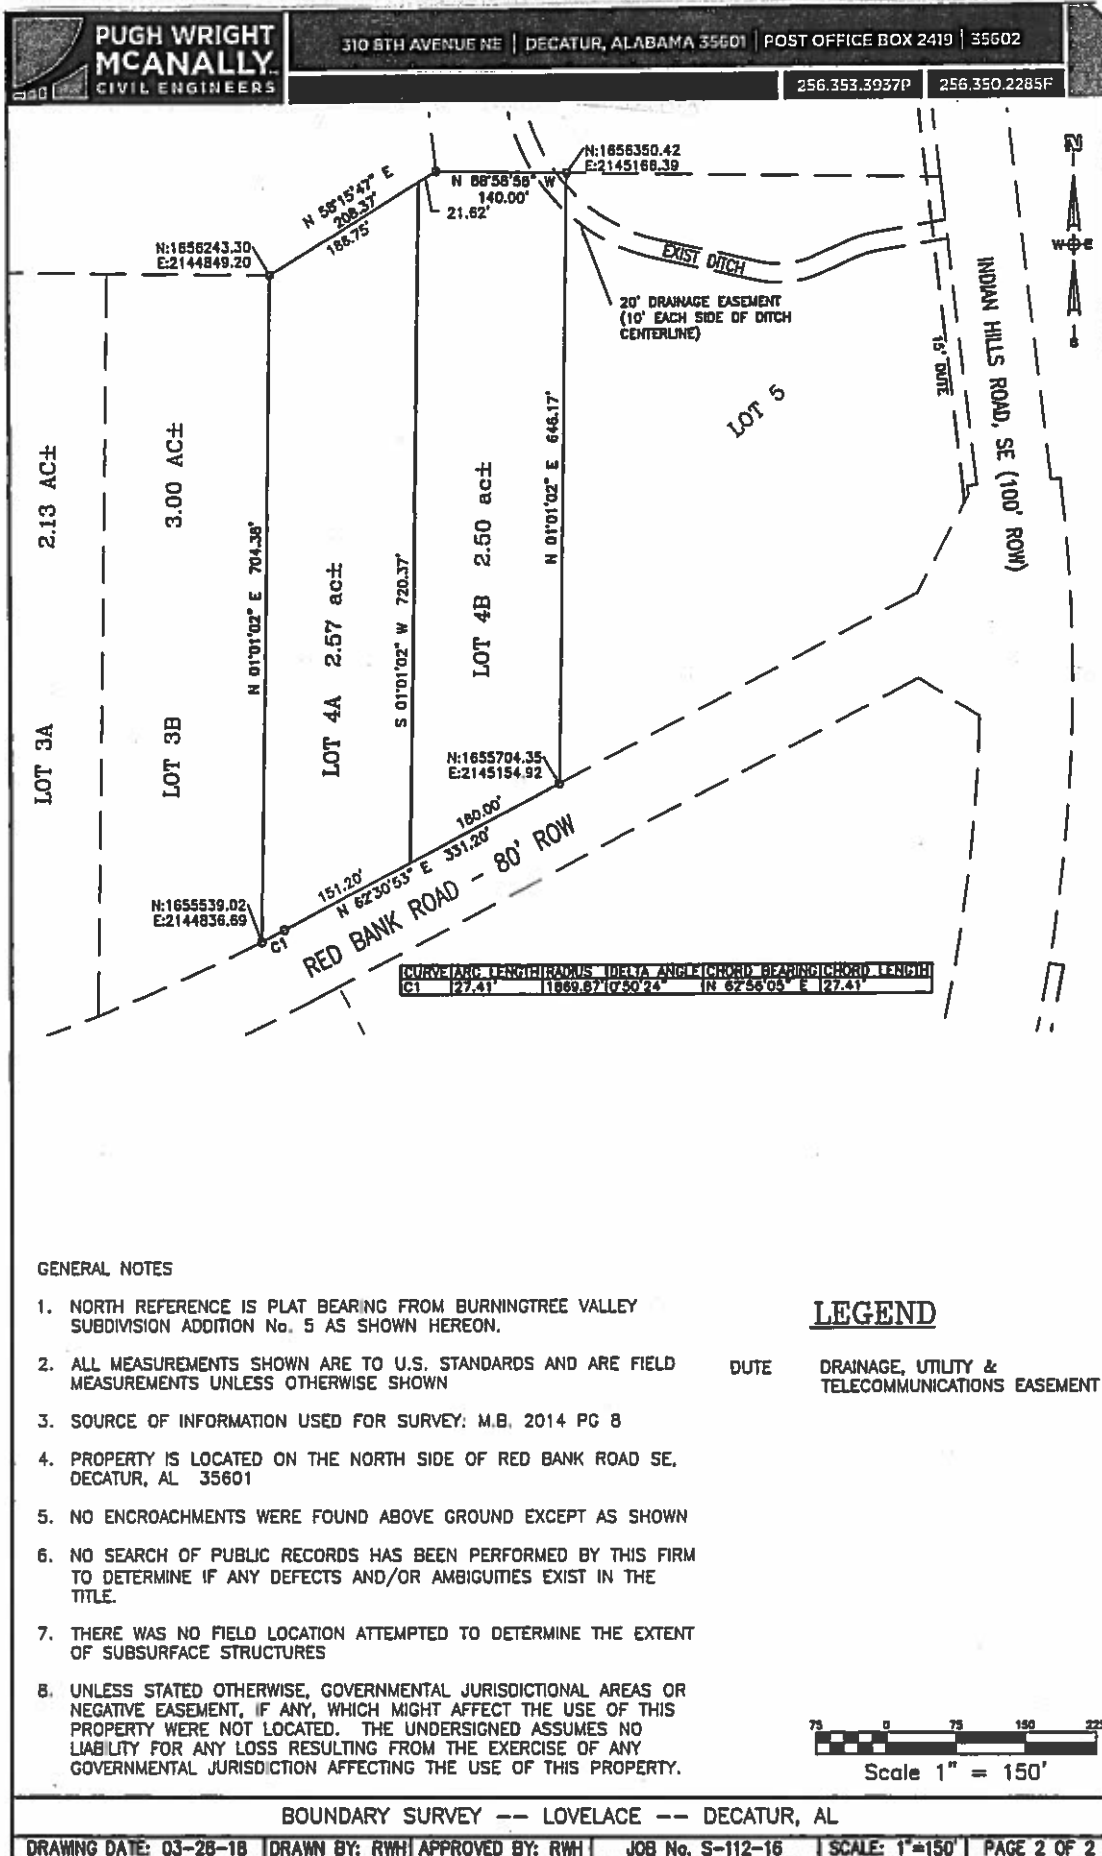 PUGH WRIGHT
MCANALLY
CIVIL ENGINEERS
310 8TH AVENUE NE | DECATUR, ALABAMA 35601 | POST OFFICE BOX 2419 | 35602
256.353.3937P
256.350.2285F
N
W E
S
N:1656350.42
E:2145168.39
N 58°15'47" E
208.37'
186.75'
N 88°58'58" W
140.00'
21.62'
N:1656243.30
E:2144849.20
EXIST DITCH
20' DRAINAGE EASEMENT
(10' EACH SIDE OF DITCH
CENTERLINE)
15' DUTE
INDIAN HILLS ROAD, SE (100' ROW)
LOT 5
LOT 3A 2.13 AC±
LOT 3B 3.00 AC±
N 01°01'02" E 704.38'
LOT 4A 2.57 ac±
S 01°01'02" W 720.37'
LOT 4B 2.50 ac±
N 01°01'02" E 646.17'
N:1655704.35
E:2145154.92
180.00'
151.20'
N 62°30'53" E 331.20'
RED BANK ROAD - 80' ROW
N:1655539.02
E:2144836.69
C1
CURVE ARC LENGTH RADIUS DELTA ANGLE CHORD BEARING CHORD LENGTH
C1 27.41' 1869.87' 0°50'24" N 62°56'05" E 27.41'
GENERAL NOTES
1. NORTH REFERENCE IS PLAT BEARING FROM BURNINGTREE VALLEY
SUBDIVISION ADDITION No. 5 AS SHOWN HEREON.
2. ALL MEASUREMENTS SHOWN ARE TO U.S. STANDARDS AND ARE FIELD
MEASUREMENTS UNLESS OTHERWISE SHOWN
3. SOURCE OF INFORMATION USED FOR SURVEY: M.B. 2014 PG 8
4. PROPERTY IS LOCATED ON THE NORTH SIDE OF RED BANK ROAD SE,
DECATUR, AL 35601
5. NO ENCROACHMENTS WERE FOUND ABOVE GROUND EXCEPT AS SHOWN
6. NO SEARCH OF PUBLIC RECORDS HAS BEEN PERFORMED BY THIS FIRM
TO DETERMINE IF ANY DEFECTS AND/OR AMBIGUITIES EXIST IN THE
TITLE.
7. THERE WAS NO FIELD LOCATION ATTEMPTED TO DETERMINE THE EXTENT
OF SUBSURFACE STRUCTURES
8. UNLESS STATED OTHERWISE, GOVERNMENTAL JURISDICTIONAL AREAS OR
NEGATIVE EASEMENT, IF ANY, WHICH MIGHT AFFECT THE USE OF THIS
PROPERTY WERE NOT LOCATED. THE UNDERSIGNED ASSUMES NO
LIABILITY FOR ANY LOSS RESULTING FROM THE EXERCISE OF ANY
GOVERNMENTAL JURISDICTION AFFECTING THE USE OF THIS PROPERTY.
LEGEND
DUTE DRAINAGE, UTILITY &
TELECOMMUNICATIONS EASEMENT
75 0 75 150 225
Scale 1" = 150'
BOUNDARY SURVEY -- LOVELACE -- DECATUR, AL
DRAWING DATE: 03-28-18 DRAWN BY: RWH APPROVED BY: RWH JOB No. S-112-16 SCALE: 1"=150' PAGE 2 OF 2